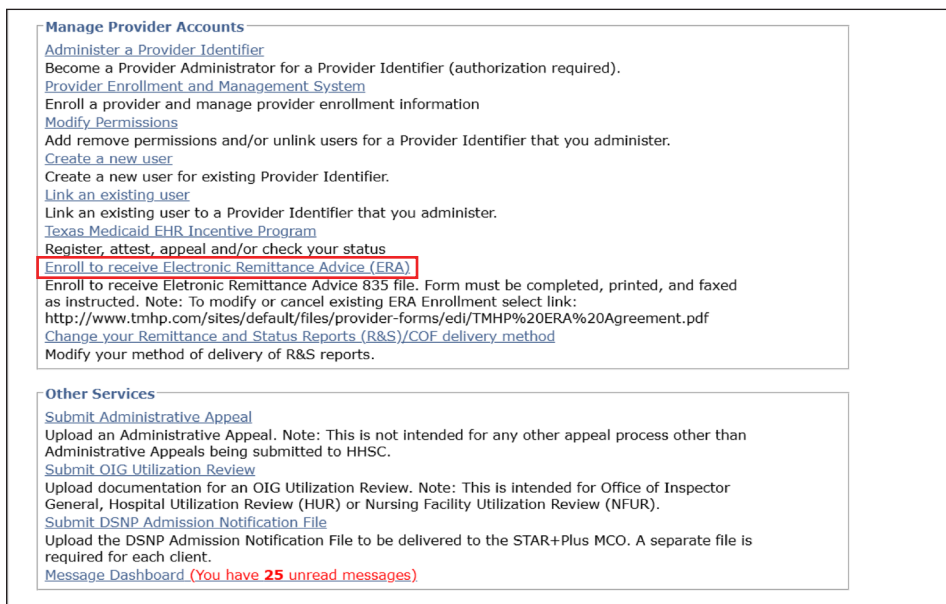 Manage Provider Accounts
Administer a Provider Identifier
Become a Provider Administrator for a Provider Identifier (authorization required).
Provider Enrollment and Management System
Enroll a provider and manage provider enrollment information
Modify Permissions
Add remove permissions and/or unlink users for a Provider Identifier that you administer.
Create a new user
Create a new user for existing Provider Identifier.
Link an existing user
Link an existing user to a Provider Identifier that you administer.
Texas Medicaid EHR Incentive Program
Register, attest, appeal and/or check your status
Enroll to receive Electronic Remittance Advice (ERA)
Enroll to receive Eletronic Remittance Advice 835 file. Form must be completed, printed, and faxed
as instructed. Note: To modify or cancel existing ERA Enrollment select link:
http://www.tmhp.com/sites/default/files/provider-forms/edi/TMHP%20ERA%20Agreement.pdf
Change your Remittance and Status Reports (R&S)/COF delivery method
Modify your method of delivery of R&S reports.
Other Services
Submit Administrative Appeal
Upload an Administrative Appeal. Note: This is not intended for any other appeal process other than
Administrative Appeals being submitted to HHSC.
Submit OIG Utilization Review
Upload documentation for an OIG Utilization Review. Note: This is intended for Office of Inspector
General, Hospital Utilization Review (HUR) or Nursing Facility Utilization Review (NFUR).
Submit DSNP Admission Notification File
Upload the DSNP Admission Notification File to be delivered to the STAR+Plus MCO. A separate file is
required for each client.
Message Dashboard (You have 25 unread messages)